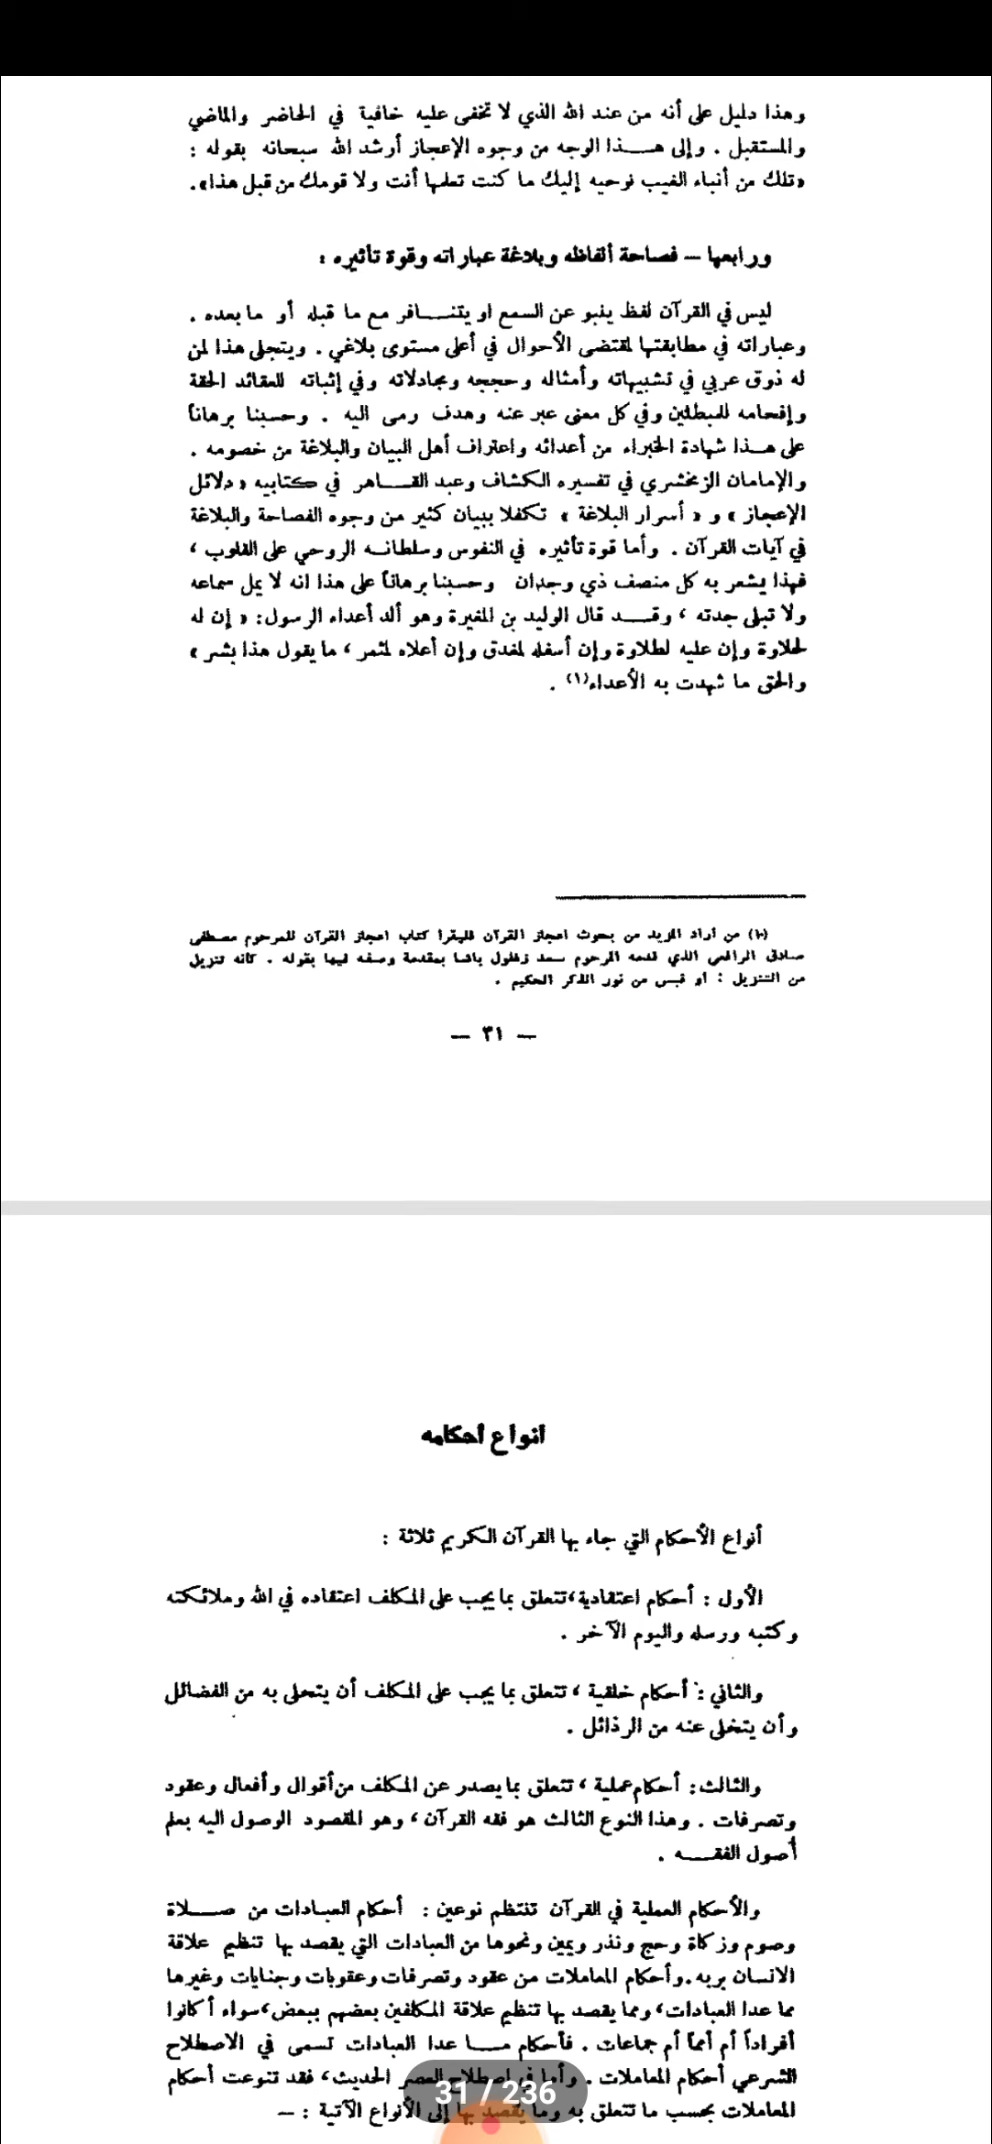 وهذا دليل على أنه من عند الله الذي لا تخفى عليه خافية في الحاضر والماضي
والمستقبل . وإلى هـــذا الوجه من وجوه الإعجاز أرشد الله سبحانه بقوله :
«تلك من أنباء الغيب نوحيه إليك ما كنت تعلمها أنت ولا قومك من قبل هذا».
ورابعها – فصاحة ألفاظه وبلاغة عباراته وقوة تأثيره :
ليس في القرآن لفظ ينبو عن السمع او يتنـــافر مع ما قبله أو ما بعده .
وعباراته في مطابقتها لمقتضى الأحوال في أعلى مستوى بلاغي . ويتجلى هذا لمن
له ذوق عربي في تشبيهاته وأمثاله وحججه ومجادلاته وفي إثباته للعقائد الحقة
وإفحامه للمبطلين وفي كل معنى عبر عنه وهدف رمى اليه . وحسبنا برهاناً
على هـــذا شهادة الخبراء من أعدائه واعتراف أهل البيان والبلاغة من خصومه .
والإمامان الزمخشري في تفسيره الكشاف وعبد القـــاهر في كتابيه « دلائل
الإعجاز » و « أسرار البلاغة » تكفلا ببيان كثير من وجوه الفصاحة والبلاغة
في آيات القرآن . وأما قوة تأثيره في النفوس وسلطانـه الروحي على القلوب ،
فهذا يشعر به كل منصف ذي وجدان وحسبنا برهاناً على هذا انه لا يمل سماعه
ولا تبلى جدته ، وقـــد قال الوليد بن المغيرة وهو ألد أعداء الرسول: « إن له
لحلاوة وإن عليه لطلاوة وإن أسفله لمغدق وإن أعلاه لمثمر ، ما يقول هذا بشر »
والحق ما شهدت به الأعداء(١) .
(١) من أراد المزيد من بحوث اعجاز القرآن فليقرأ كتاب اعجاز القرآن للمرحوم مصطفى
صادق الرافعي الذي قدمه المرحوم سعد زغلول باشا بمقدمة وصفه فيها بقوله . كأنه تنزيل
من التنزيل : أو قبس من نور الذكر الحكيم .
— ٣١ —
أنواع أحكامه
أنواع الأحكام التي جاء بها القرآن الكريم ثلاثة :
الأول : أحكام اعتقادية،تتعلق بما يجب على المكلف اعتقاده في الله وملائكته
وكتبه ورسله واليوم الآخر .
والثاني : أحكام خلقية ، تتعلق بما يجب على المكلف أن يتحلى به من الفضائل
وأن يتخلى عنه من الرذائل .
والثالث: أحكام عملية ، تتعلق بما يصدر عن المكلف من أقوال وأفعال وعقود
وتصرفات . وهذا النوع الثالث هو فقه القرآن ، وهو المقصود الوصول اليه بعلم
أصول الفقـــه .
والأحكام العملية في القرآن تنتظم نوعين : أحكام العبـادات من صـــلاة
وصوم وزكاة وحج ونذر ويمين ونحوها من العبادات التي يقصد بها تنظيم علاقة
الانسان بربه.وأحكام المعاملات من عقود وتصرفات وعقوبات وجنايات وغيرها
مما عدا العبادات، ومما يقصد بها تنظيم علاقة المكلفين بعضهم ببعض،سواء أكانوا
أفراداً أم أمماً أم جماعات . فأحكام مـــا عدا العبادات تسمى في الاصطلاح
الشرعي أحكام المعاملات . وأما في اصطلاح العصر الحديث، فقد تنوعت أحكام
31 / 236
المعاملات بحسب ما تتعلق به وما يقصد بها إلى الأنواع الآتية : –